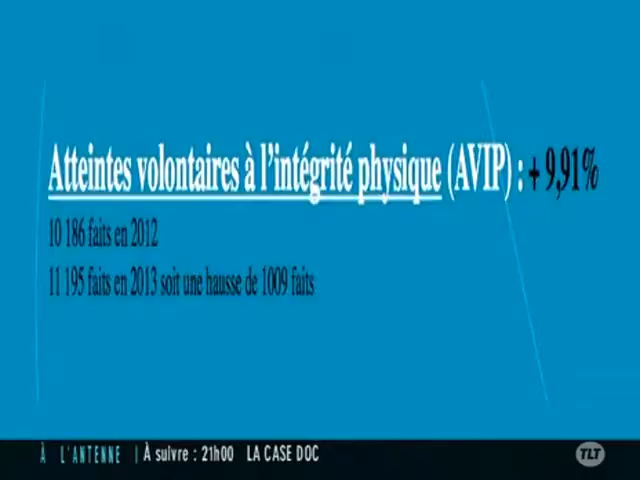 Atteintes volontaires à l'intégrité physique (AVIP) : + 9,91%
10 186 faits en 2012
11 195 faits en 2013 soit une hausse de 1009 faits
À L'ANTENNE | À suivre : 21h00 LA CASE DOC
TLT